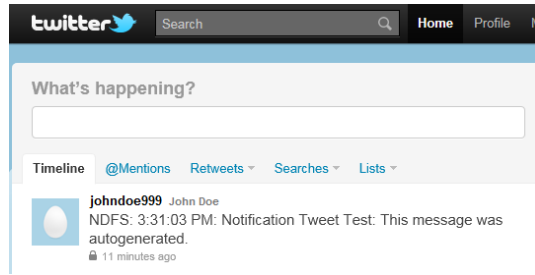 twitter Search Home Profile
What's happening?
Timeline @Mentions Retweets Searches Lists
johndoe999 John Doe
NDFS: 3:31:03 PM: Notification Tweet Test: This message was
autogenerated.
11 minutes ago